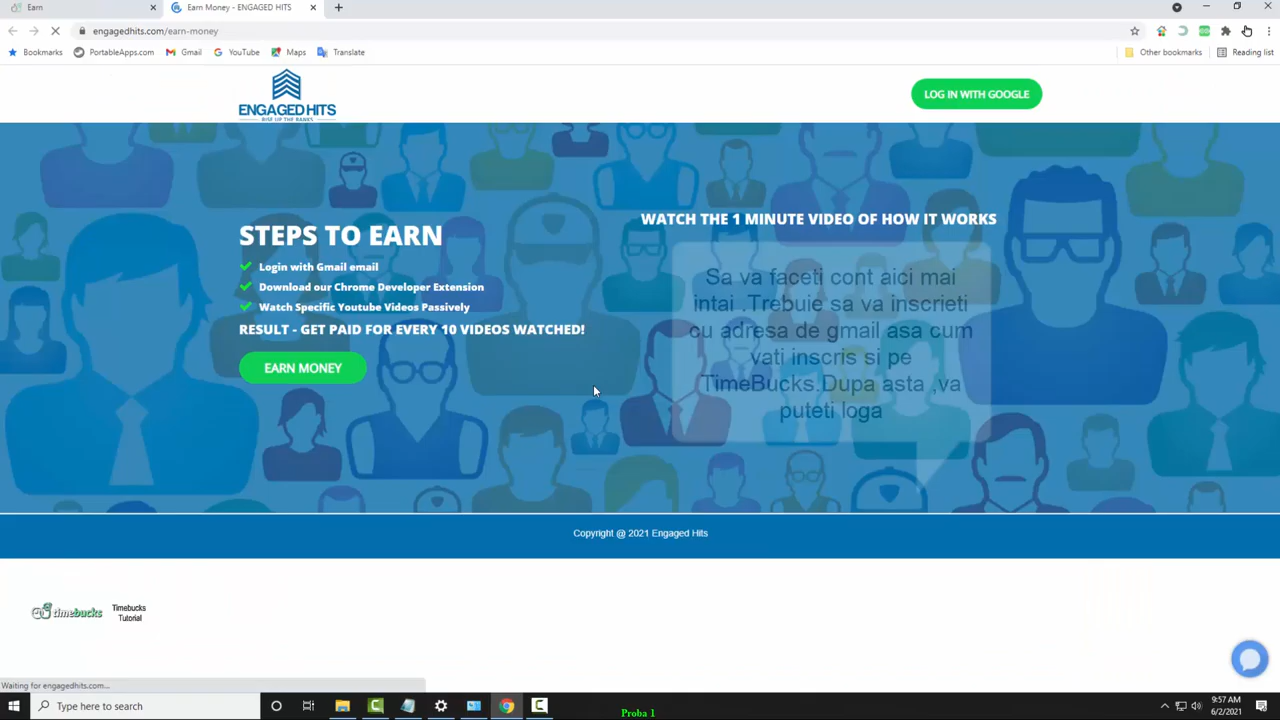 Earn
Earn Money - ENGAGED HITS
engagedhits.com/earn-money
Bookmarks
PortableApps.com
Gmail
YouTube
Maps
Translate
Other bookmarks
Reading list
ENGAGED HITS
RISE UP THE RANKS
LOG IN WITH GOOGLE
STEPS TO EARN
Login with Gmail email
Download our Chrome Developer Extension
Watch Specific Youtube Videos Passively
RESULT - GET PAID FOR EVERY 10 VIDEOS WATCHED!
EARN MONEY
WATCH THE 1 MINUTE VIDEO OF HOW IT WORKS
Sa va faceti cont aici mai
intai .Trebuie sa va inscrieti
cu adresa de gmail asa cum
vati inscris si pe
TimeBucks.Dupa asta ,va
puteti loga
Copyright @ 2021 Engaged Hits
timebucks
Timebucks
Tutorial
Waiting for engagedhits.com...
Type here to search
9:57 AM
6/2/2021
Proba 1